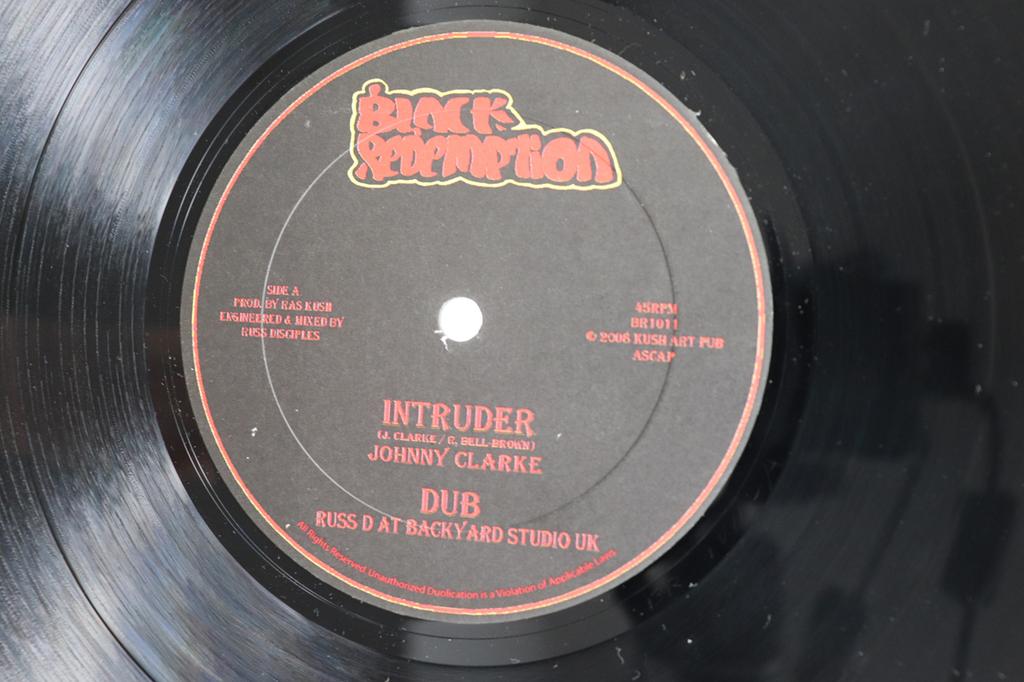 BLACK
REDEMPTION
SIDE A
PROD. BY RAS KUSH
ENGINEERED & MIXED BY
RUSS DISCIPLES
45RPM
BR1011
© 2008 KUSH ART PUB
ASCAP
INTRUDER
(J. CLARKE / R. BELL-BROWN)
JOHNNY CLARKE
DUB
RUSS D AT BACKYARD STUDIO UK
All Rights Reserved. Unauthorized Duplication is a Violation of Applicable Laws